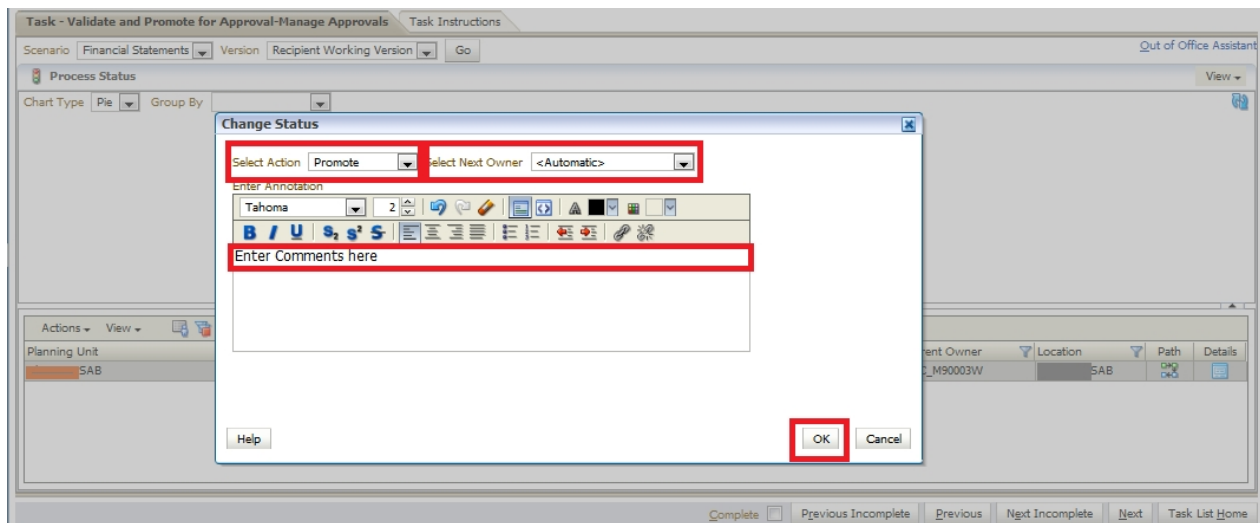 Task - Validate and Promote for Approval-Manage Approvals Task Instructions
Scenario Financial Statements Version Recipient Working Version Go Out of Office Assistant
Process Status View
Chart Type Pie Group By
Change Status
Select Action Promote Select Next Owner <Automatic>
Enter Annotation
Tahoma 2
B I U S₂ S² S
Enter Comments here
Actions View
Planning Unit rent Owner Location Path Details
SAB C_M90003W SAB
Help OK Cancel
Complete Previous Incomplete Previous Next Incomplete Next Task List Home